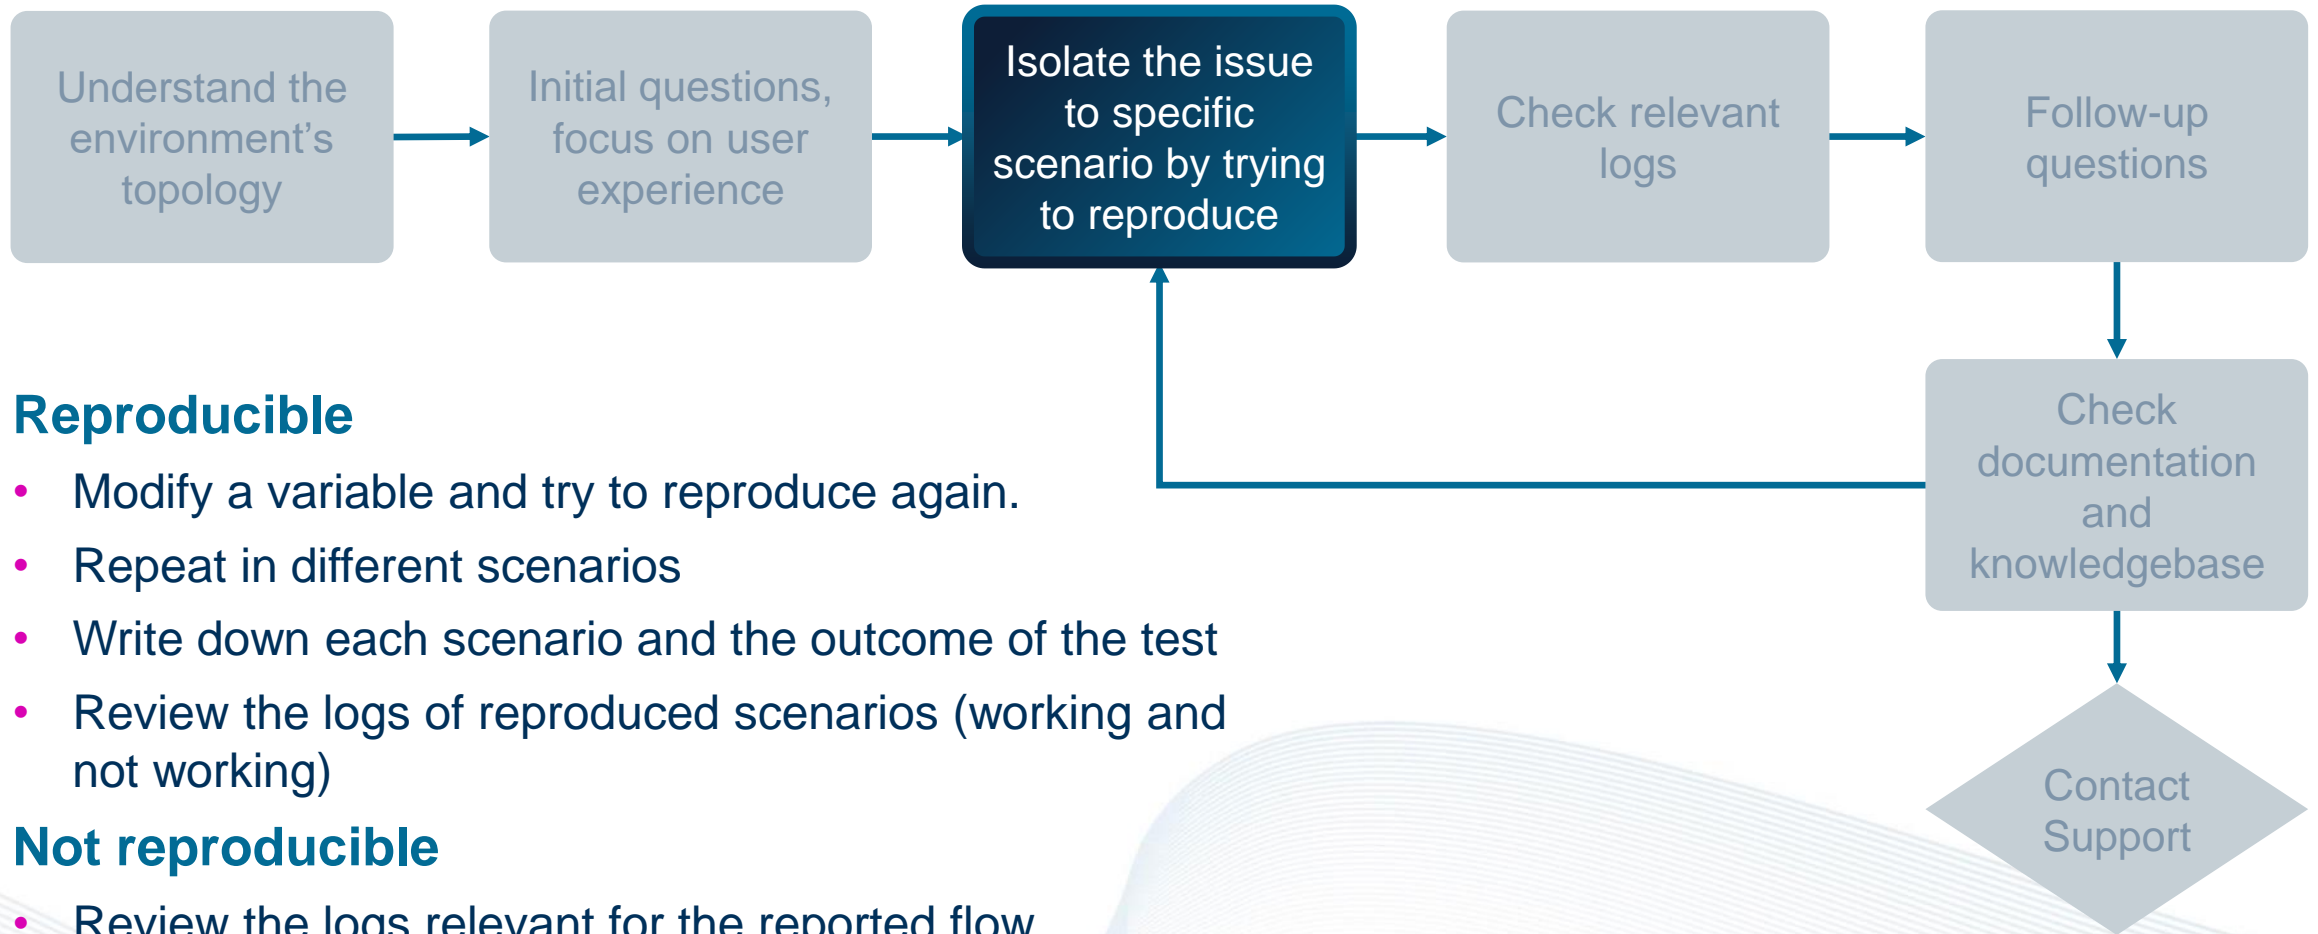 Understand the
environment's
topology
Initial questions,
focus on user
experience
Isolate the issue
to specific
scenario by trying
to reproduce
Check relevant
logs
Follow-up
questions
Check
documentation
and
knowledgebase
Contact
Support
Reproducible
• Modify a variable and try to reproduce again.
• Repeat in different scenarios
• Write down each scenario and the outcome of the test
• Review the logs of reproduced scenarios (working and
not working)
Not reproducible
• Review the logs relevant for the reported flow